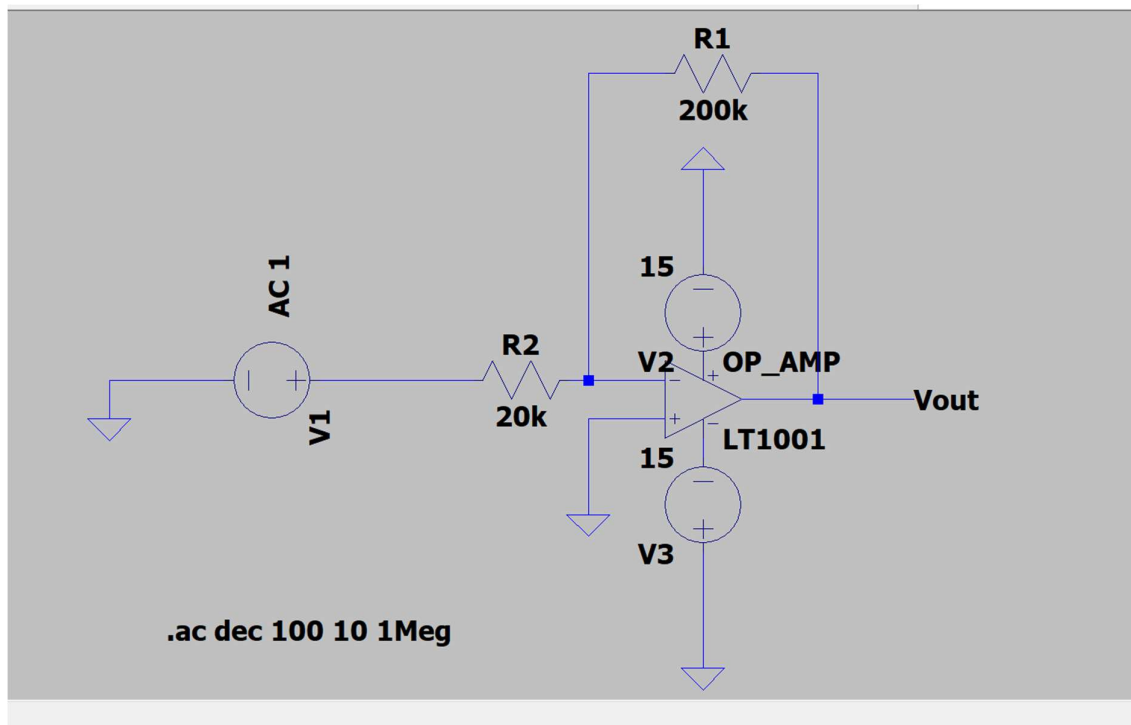 R1
200k
15
AC 1
R2
V2
OP_AMP
20k
V1
Vout
LT1001
15
V3
.ac dec 100 10 1Meg